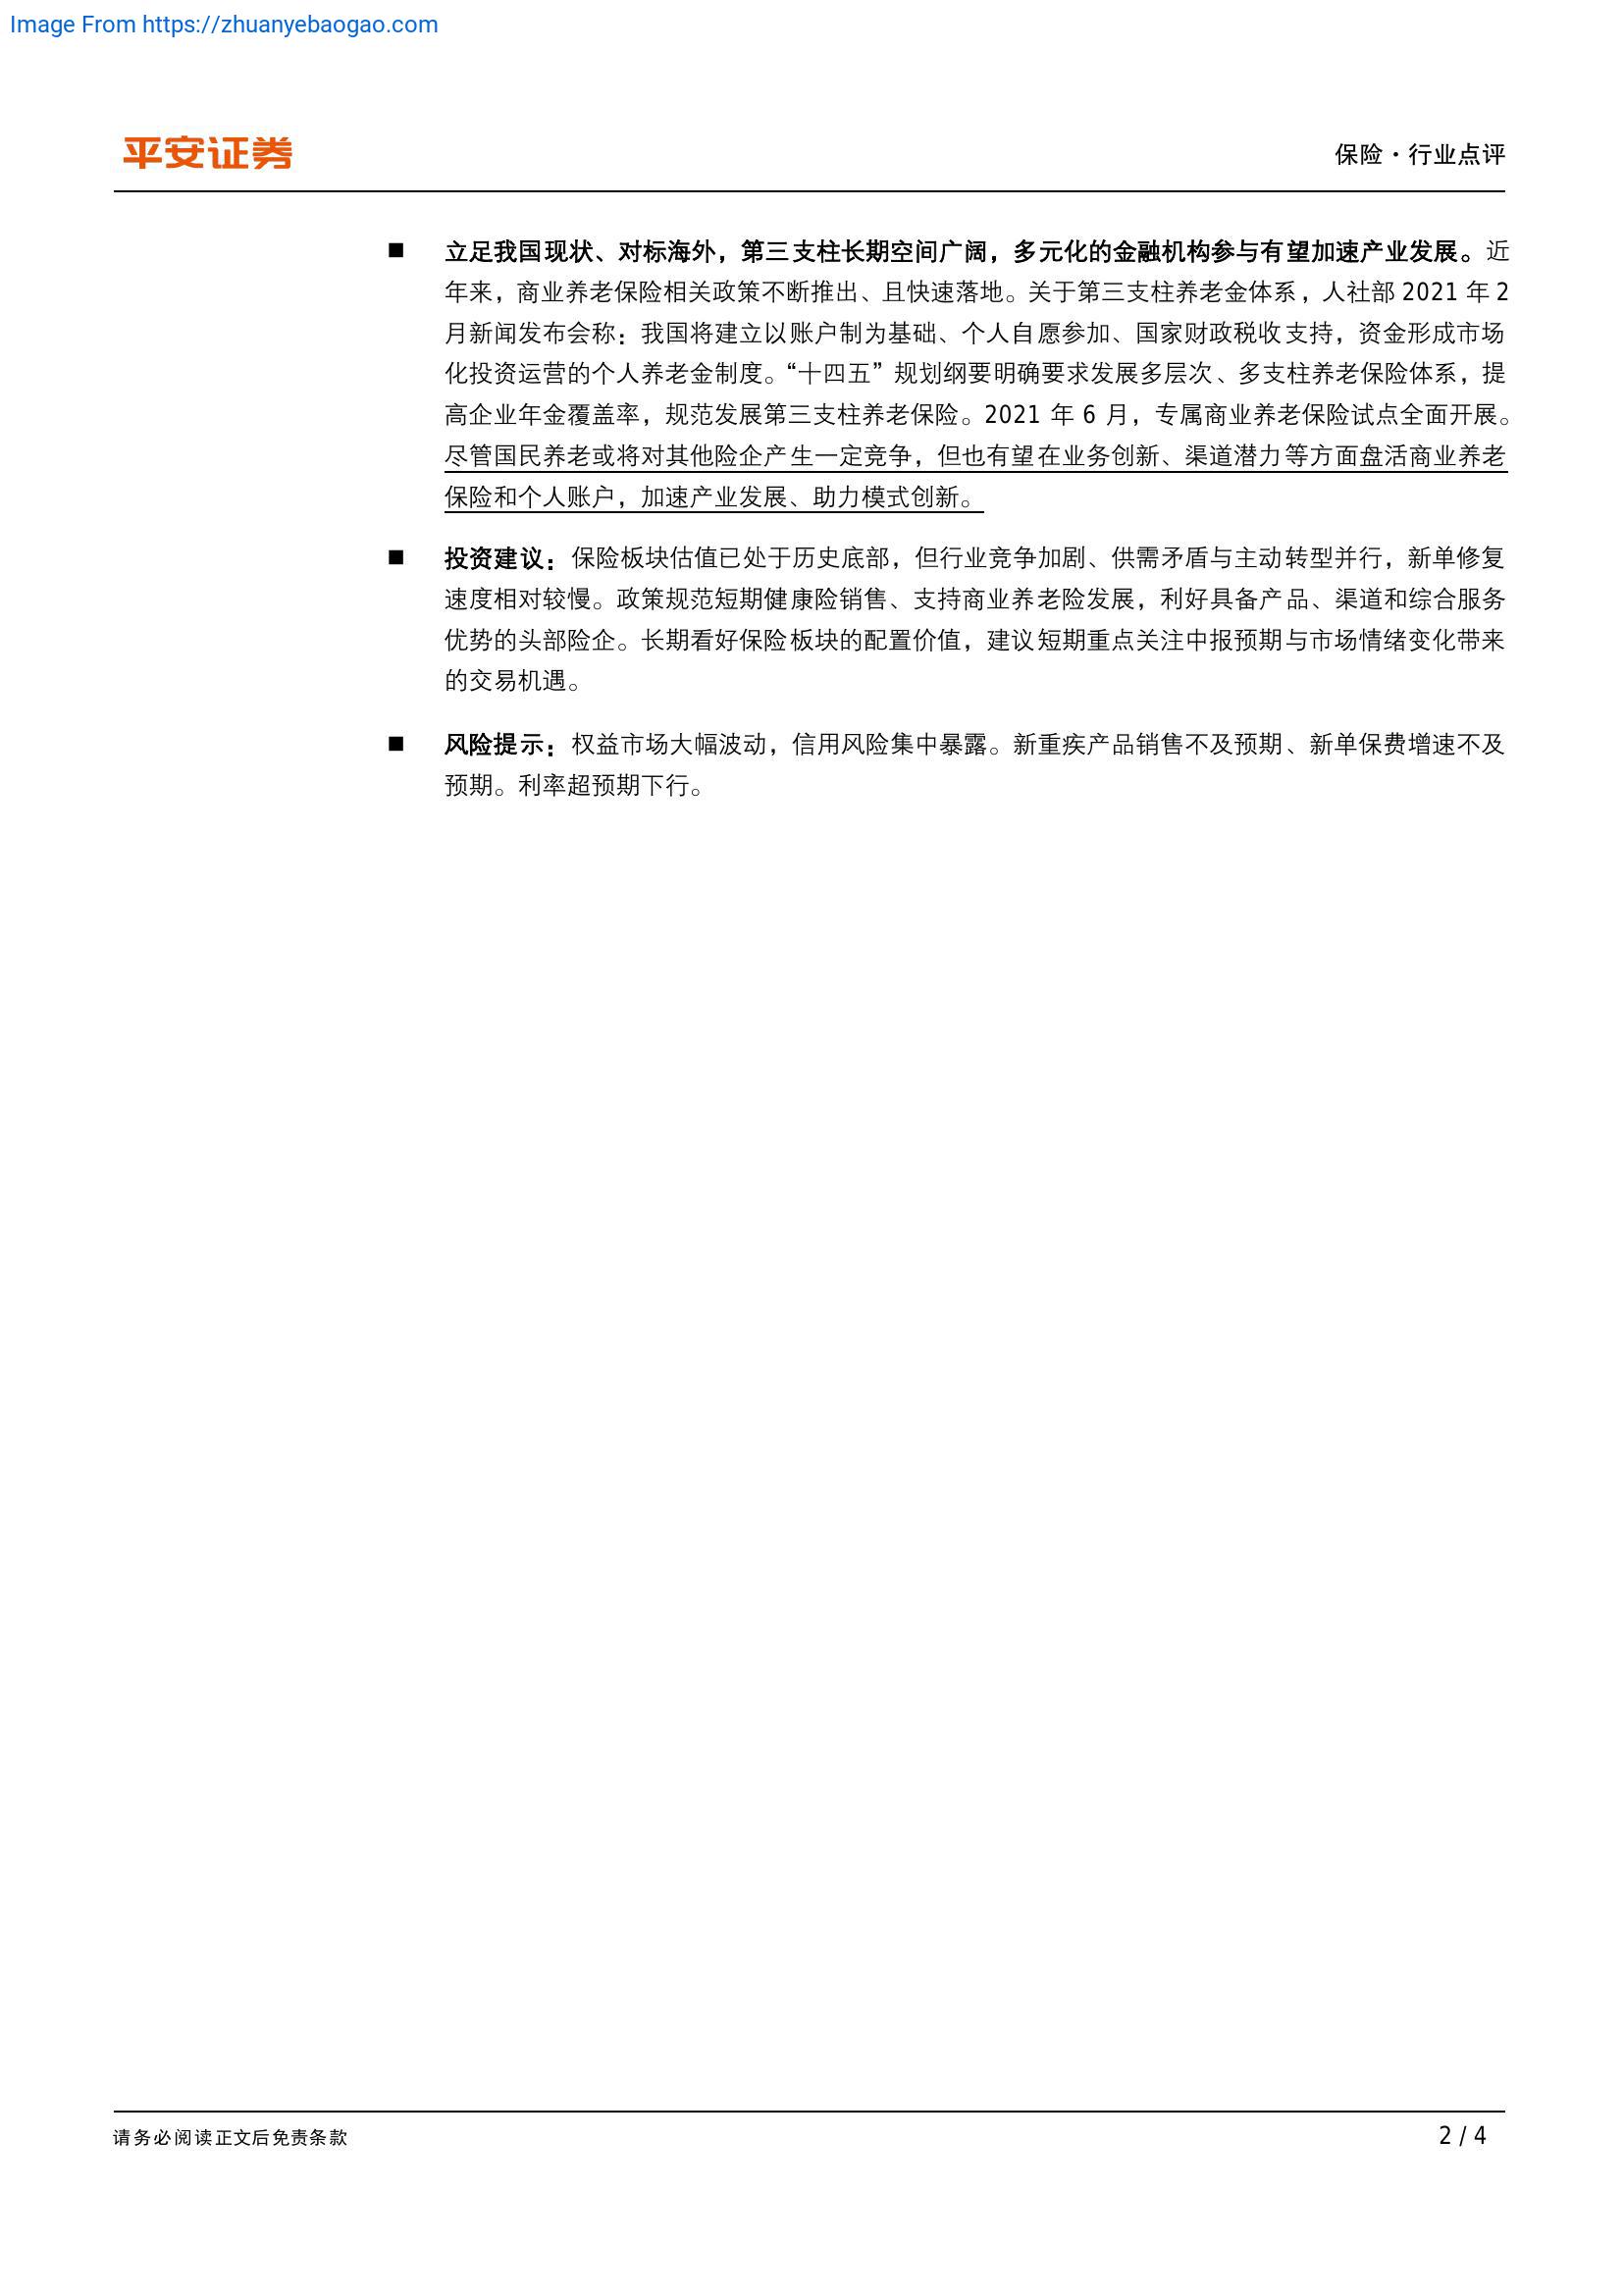 Image From https://zhuanyebaogao.com
平安证券
保险·行业点评
■ 立足我国现状、对标海外，第三支柱长期空间广阔，多元化的金融机构参与有望加速产业发展。近
年来，商业养老保险相关政策不断推出、且快速落地。关于第三支柱养老金体系，人社部 2021 年 2
月新闻发布会称：我国将建立以账户制为基础、个人自愿参加、国家财政税收支持，资金形成市场
化投资运营的个人养老金制度。“十四五”规划纲要明确要求发展多层次、多支柱养老保险体系，提
高企业年金覆盖率，规范发展第三支柱养老保险。2021 年 6 月，专属商业养老保险试点全面开展。
尽管国民养老或将对其他险企产生一定竞争，但也有望在业务创新、渠道潜力等方面盘活商业养老
保险和个人账户，加速产业发展、助力模式创新。
■ 投资建议：保险板块估值已处于历史底部，但行业竞争加剧、供需矛盾与主动转型并行，新单修复
速度相对较慢。政策规范短期健康险销售、支持商业养老险发展，利好具备产品、渠道和综合服务
优势的头部险企。长期看好保险板块的配置价值，建议短期重点关注中报预期与市场情绪变化带来
的交易机遇。
■ 风险提示：权益市场大幅波动，信用风险集中暴露。新重疾产品销售不及预期、新单保费增速不及
预期。利率超预期下行。
请务必阅读正文后免责条款
2 / 4